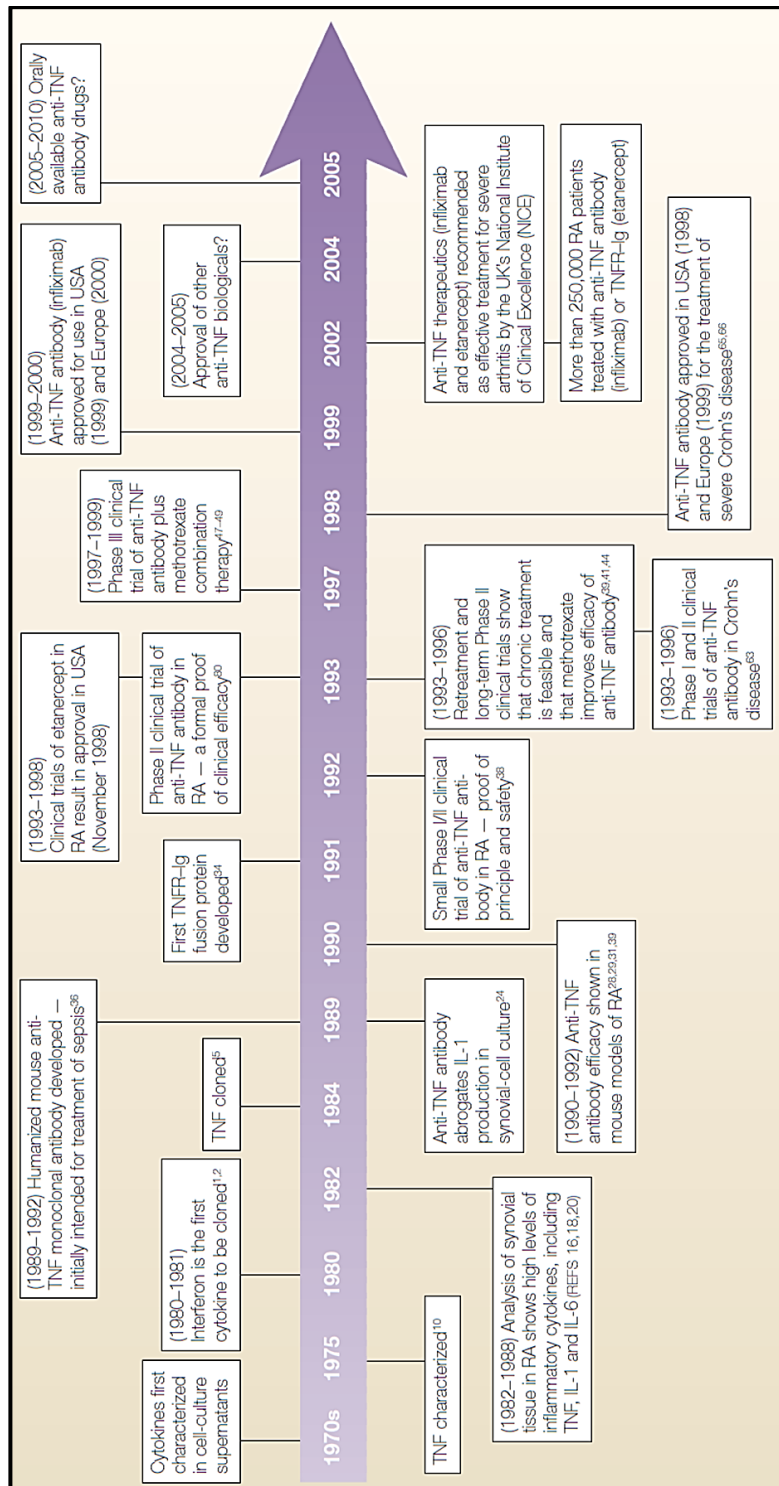 Cytokines first
characterized
in cell-culture
supernatants
(1980–1981)
Interferon is the first
cytokine to be cloned1,2
(1989–1992) Humanized mouse anti-
TNF monoclonal antibody developed —
initially intended for treatment of sepsis36
TNF cloned5
First TNFR–Ig
fusion protein
developed34
(1993–1998)
Clinical trials of etanercept in
RA result in approval in USA
(November 1998)
Phase II clinical trial of
anti-TNF antibody in
RA — a formal proof
of clinical efficacy80
(1997–1999)
Phase III clinical
trial of anti-TNF
antibody plus
methotrexate
combination
therapy47–49
(1999–2000)
Anti-TNF antibody (infliximab)
approved for use in USA
(1999) and Europe (2000)
(2004–2005)
Approval of other
anti-TNF biologicals?
(2005–2010) Orally
available anti-TNF
antibody drugs?
1970s 1975 1980 1982 1984 1989 1990 1991 1992 1993 1997 1998 1999 2002 2004 2005
TNF characterized10
(1982–1988) Analysis of synovial
tissue in RA shows high levels of
inflammatory cytokines, including
TNF, IL-1 and IL-6 (REFS 16,18,20)
Anti-TNF antibody
abrogates IL-1
production in
synovial-cell culture24
(1990–1992) Anti-TNF
antibody efficacy shown in
mouse models of RA28,29,31,39
Small Phase I/II clinical
trial of anti-TNF anti-
body in RA — proof of
principle and safety38
(1993–1996)
Retreatment and
long-term Phase II
clinical trials show
that chronic treatment
is feasible and
that methotrexate
improves efficacy of
anti-TNF antibody39,41,44
(1993–1996)
Phase I and II clinical
trials of anti-TNF
antibody in Crohn's
disease63
Anti-TNF antibody approved in USA (1998)
and Europe (1999) for the treatment of
severe Crohn's disease65,66
Anti-TNF therapeutics (infliximab
and etanercept) recommended
as effective treatment for severe
arthritis by the UK's National Institute
of Clinical Excellence (NICE)
More than 250,000 RA patients
treated with anti-TNF antibody
(infliximab) or TNFR–Ig (etanercept)